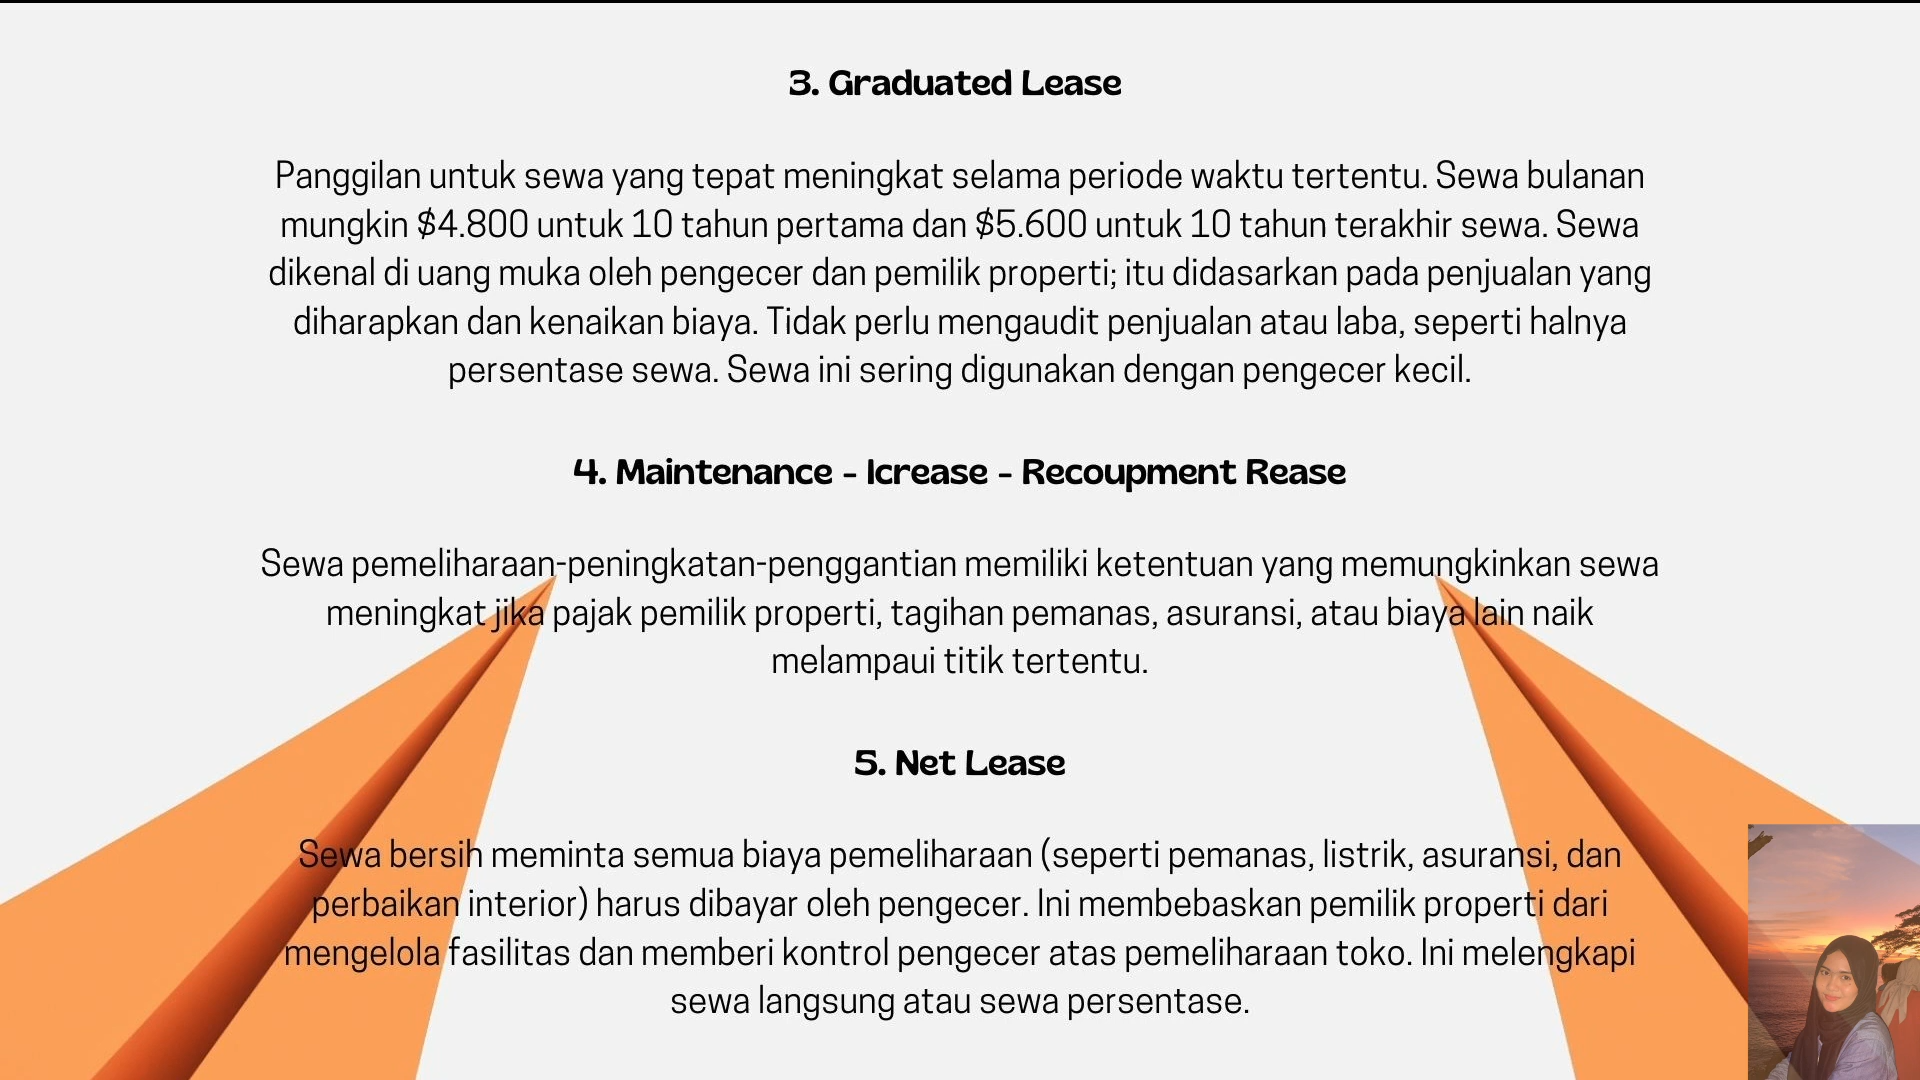 3. Graduated Lease
Panggilan untuk sewa yang tepat meningkat selama periode waktu tertentu. Sewa bulanan
mungkin $4.800 untuk 10 tahun pertama dan $5.600 untuk 10 tahun terakhir sewa. Sewa
dikenal di uang muka oleh pengecer dan pemilik properti; itu didasarkan pada penjualan yang
diharapkan dan kenaikan biaya. Tidak perlu mengaudit penjualan atau laba, seperti halnya
persentase sewa. Sewa ini sering digunakan dengan pengecer kecil.
4. Maintenance - Icrease - Recoupment Rease
Sewa pemeliharaan-peningkatan-penggantian memiliki ketentuan yang memungkinkan sewa
meningkat jika pajak pemilik properti, tagihan pemanas, asuransi, atau biaya lain naik
melampaui titik tertentu.
5. Net Lease
Sewa bersih meminta semua biaya pemeliharaan (seperti pemanas, listrik, asuransi, dan
perbaikan interior) harus dibayar oleh pengecer. Ini membebaskan pemilik properti dari
mengelola fasilitas dan memberi kontrol pengecer atas pemeliharaan toko. Ini melengkapi
sewa langsung atau sewa persentase.